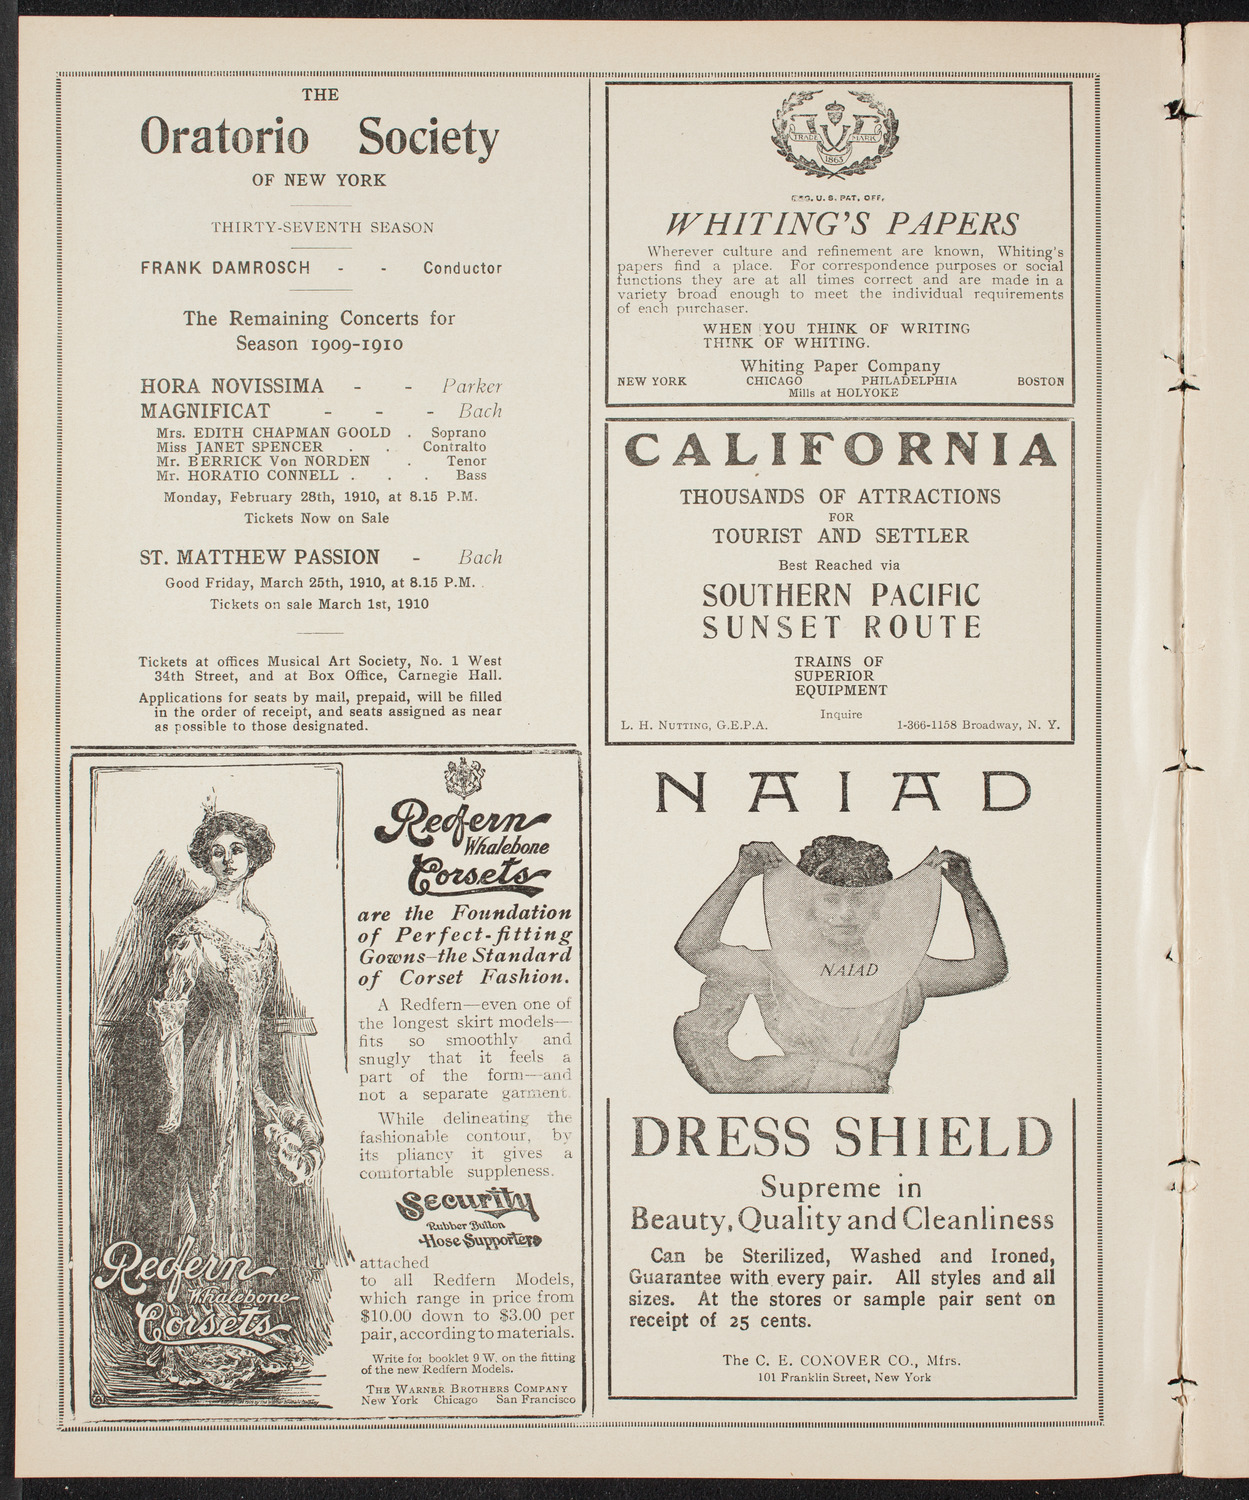 THE
Oratorio Society
OF NEW YORK
THIRTY-SEVENTH SEASON
FRANK DAMROSCH - - Conductor
The Remaining Concerts for
Season 1909-1910
HORA NOVISSIMA - - Parker
MAGNIFICAT - - - Bach
Mrs. EDITH CHAPMAN GOOLD . Soprano
Miss JANET SPENCER . . Contralto
Mr. BERRICK Von NORDEN . Tenor
Mr. HORATIO CONNELL . . . Bass
Monday, February 28th, 1910, at 8.15 P.M.
Tickets Now on Sale
ST. MATTHEW PASSION - Bach
Good Friday, March 25th, 1910, at 8.15 P.M.
Tickets on sale March 1st, 1910
Tickets at offices Musical Art Society, No. 1 West
34th Street, and at Box Office, Carnegie Hall.
Applications for seats by mail, prepaid, will be filled
in the order of receipt, and seats assigned as near
as possible to those designated.
Redfern
Whalebone
Corsets
are the Foundation
of Perfect-fitting
Gowns—the Standard
of Corset Fashion.
A Redfern—even one of
the longest skirt models—
fits so smoothly and
snugly that it feels a
part of the form—and
not a separate garment.
While delineating the
fashionable contour, by
its pliancy it gives a
comfortable suppleness.
Security
Rubber Button
Hose Supporters
attached
to all Redfern Models,
which range in price from
$10.00 down to $3.00 per
pair, according to materials.
Write for booklet 9 W. on the fitting
of the new Redfern Models.
THE WARNER BROTHERS COMPANY
New York Chicago San Francisco
Redfern
Whalebone
Corsets
TRADE MARK
1865
REG. U. S. PAT. OFF.
WHITING'S PAPERS
Wherever culture and refinement are known, Whiting's
papers find a place. For correspondence purposes or social
functions they are at all times correct and are made in a
variety broad enough to meet the individual requirements
of each purchaser.
WHEN YOU THINK OF WRITING
THINK OF WHITING.
Whiting Paper Company
NEW YORK CHICAGO PHILADELPHIA BOSTON
Mills at HOLYOKE
CALIFORNIA
THOUSANDS OF ATTRACTIONS
FOR
TOURIST AND SETTLER
Best Reached via
SOUTHERN PACIFIC
SUNSET ROUTE
TRAINS OF
SUPERIOR
EQUIPMENT
Inquire
L. H. NUTTING, G.E.P.A. 1-366-1158 Broadway, N. Y.
NAIAD
NAIAD
DRESS SHIELD
Supreme in
Beauty, Quality and Cleanliness
Can be Sterilized, Washed and Ironed,
Guarantee with every pair. All styles and all
sizes. At the stores or sample pair sent on
receipt of 25 cents.
The C. E. CONOVER CO., Mfrs.
101 Franklin Street, New York